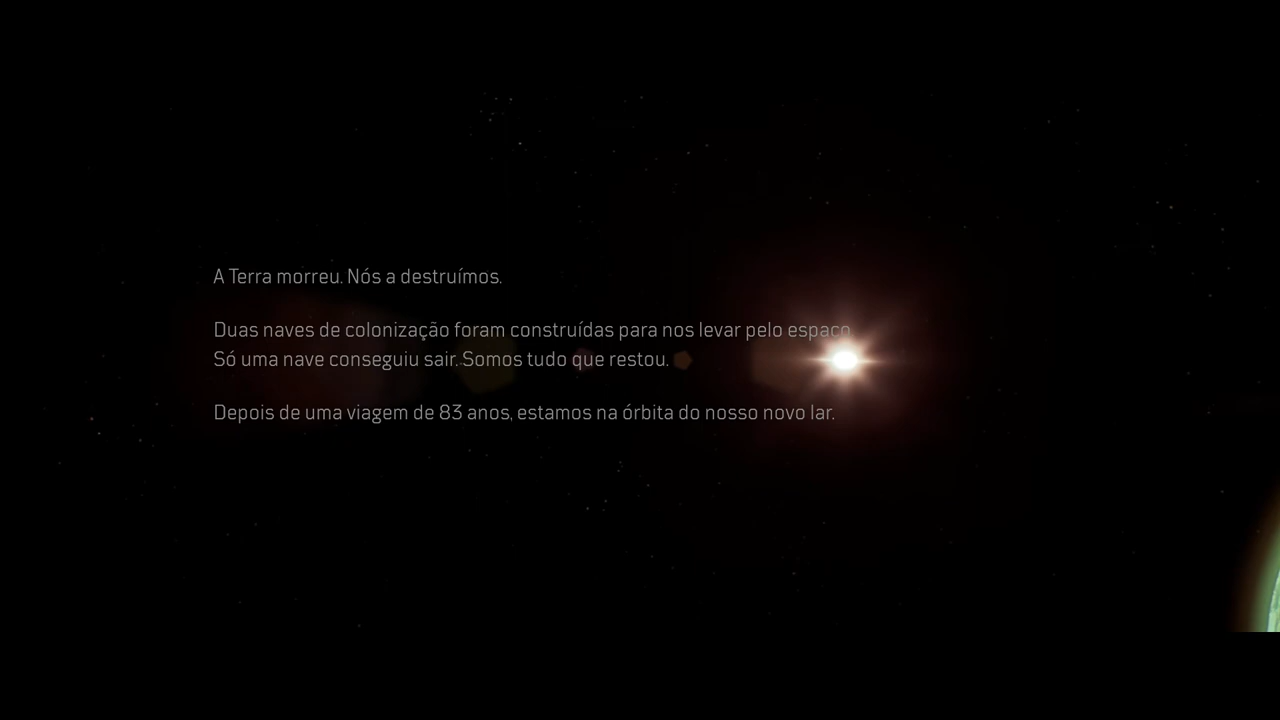 A Terra morreu. Nós a destruímos.
Duas naves de colonização foram construídas para nos levar pelo espaço.
Só uma nave conseguiu sair. Somos tudo que restou.
Depois de uma viagem de 83 anos, estamos na órbita do nosso novo lar.